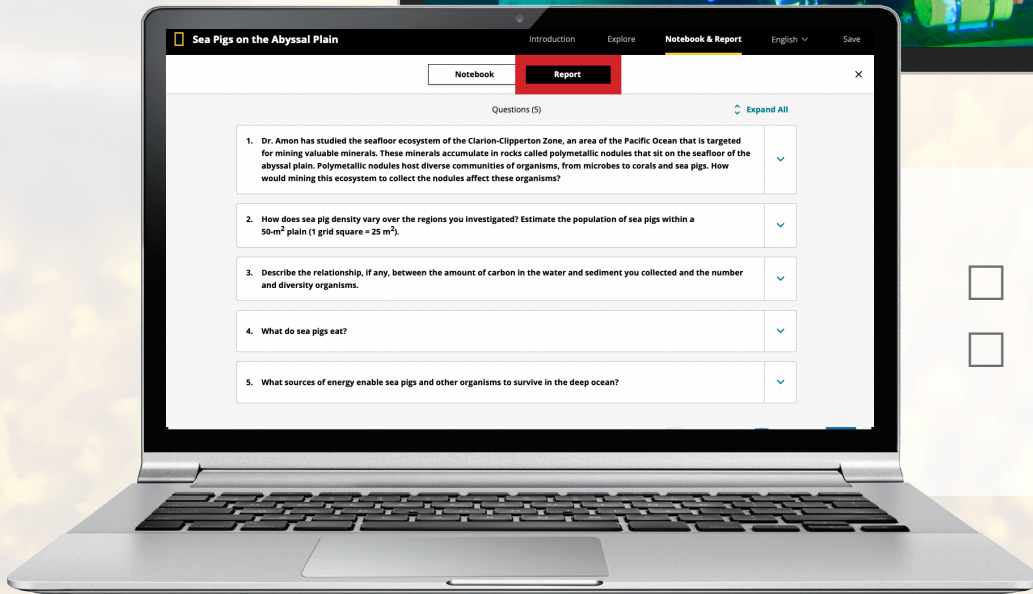 Sea Pigs on the Abyssal Plain
Introduction
Explore
Notebook & Report
English
Save
Notebook
Report
Questions (5)
Expand All
1. Dr. Amon has studied the seafloor ecosystem of the Clarion-Clipperton Zone, an area of the Pacific Ocean that is targeted
for mining valuable minerals. These minerals accumulate in rocks called polymetallic nodules that sit on the seafloor of the
abyssal plain. Polymetallic nodules host diverse communities of organisms, from microbes to corals and sea pigs. How
would mining this ecosystem to collect the nodules affect these organisms?
2. How does sea pig density vary over the regions you investigated? Estimate the population of sea pigs within a
50-m² plain (1 grid square = 25 m²).
3. Describe the relationship, if any, between the amount of carbon in the water and sediment you collected and the number
and diversity organisms.
4. What do sea pigs eat?
5. What sources of energy enable sea pigs and other organisms to survive in the deep ocean?